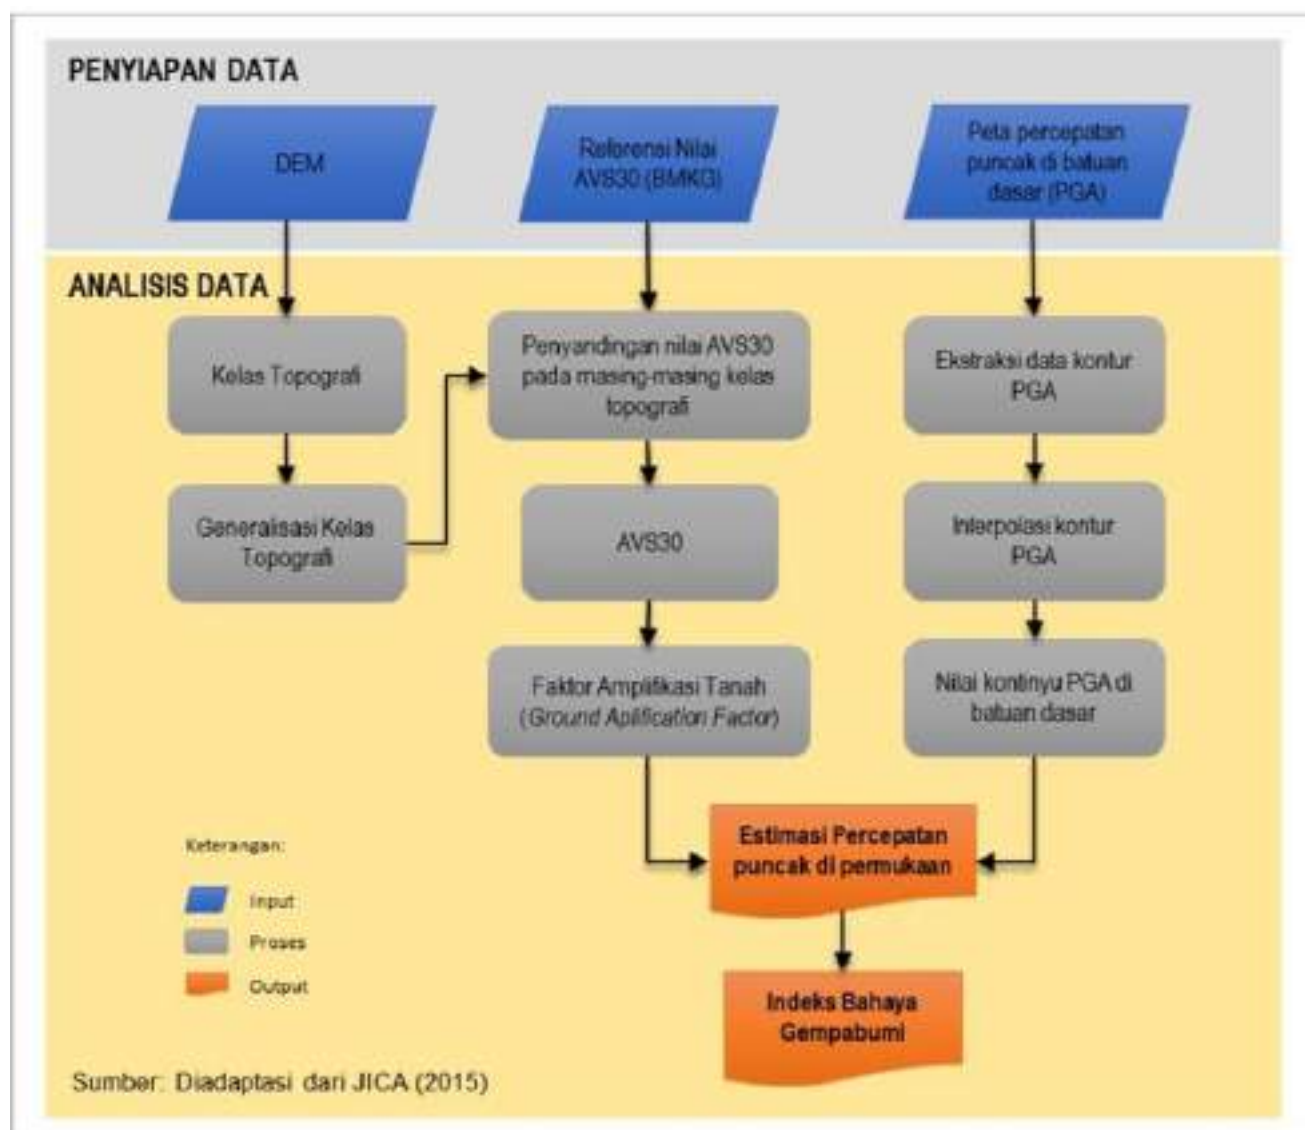 PENYIAPAN DATA
DEM
Referensi Nilai
AVS30 (BMKG)
Peta percepatan
puncak di batuan
dasar (PGA)
ANALISIS DATA
Kelas Topografi
Penyandingan nilai AVS30
pada masing-masing kelas
topografi
Ekstraksi data kontur
PGA
Generalisasi Kelas
Topografi
AVS30
Interpolasi kontur
PGA
Faktor Amplifikasi Tanah
(Ground Aplification Factor)
Nilai kontinyu PGA di
batuan dasar
Estimasi Percepatan
puncak di permukaan
Indeks Bahaya
Gempabumi
Keterangan:
Input
Proses
Output
Sumber: Diadaptasi dari JICA (2015)